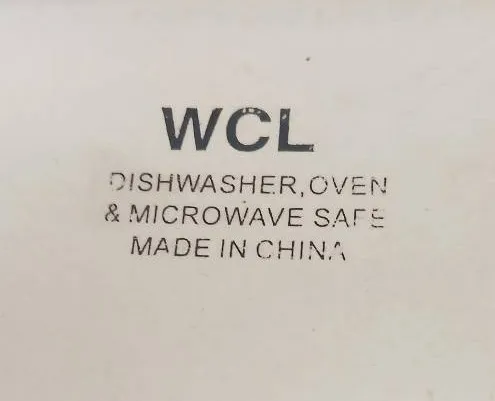 WCL
DISHWASHER, OVEN
& MICROWAVE SAFE
MADE IN CHINA